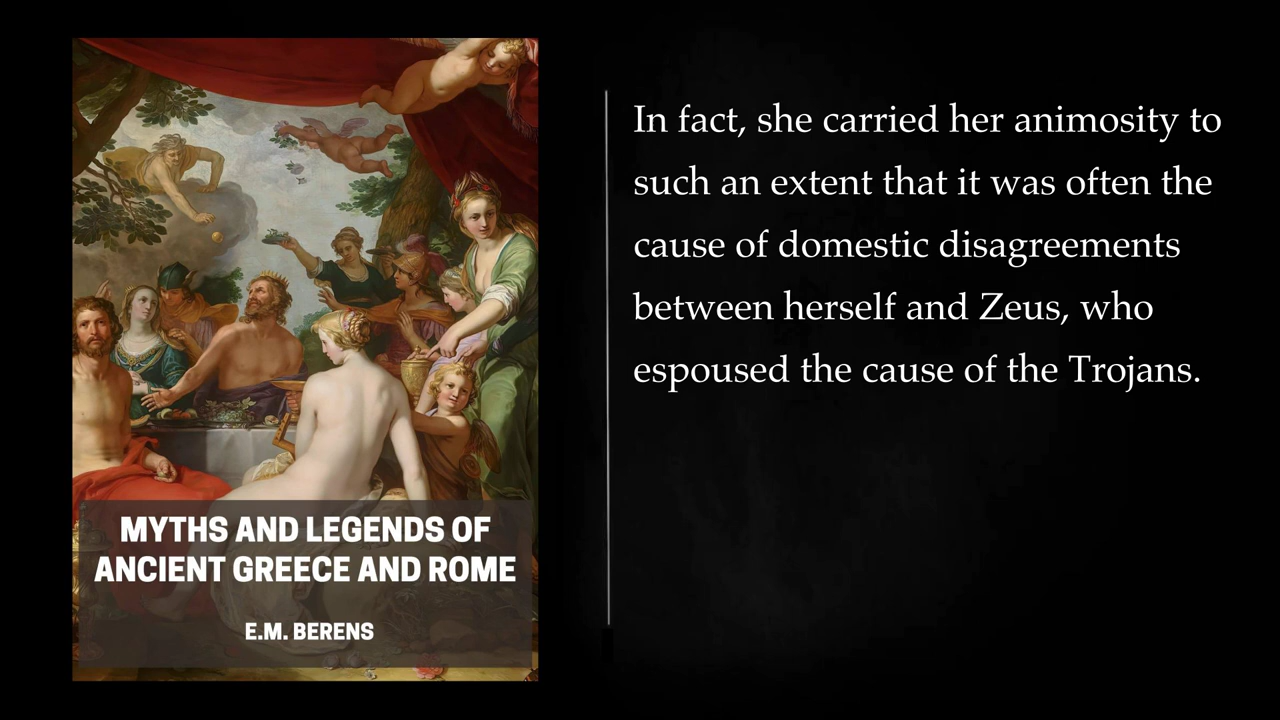 MYTHS AND LEGENDS OF
ANCIENT GREECE AND ROME
E.M. BERENS
In fact, she carried her animosity to
such an extent that it was often the
cause of domestic disagreements
between herself and Zeus, who
espoused the cause of the Trojans.